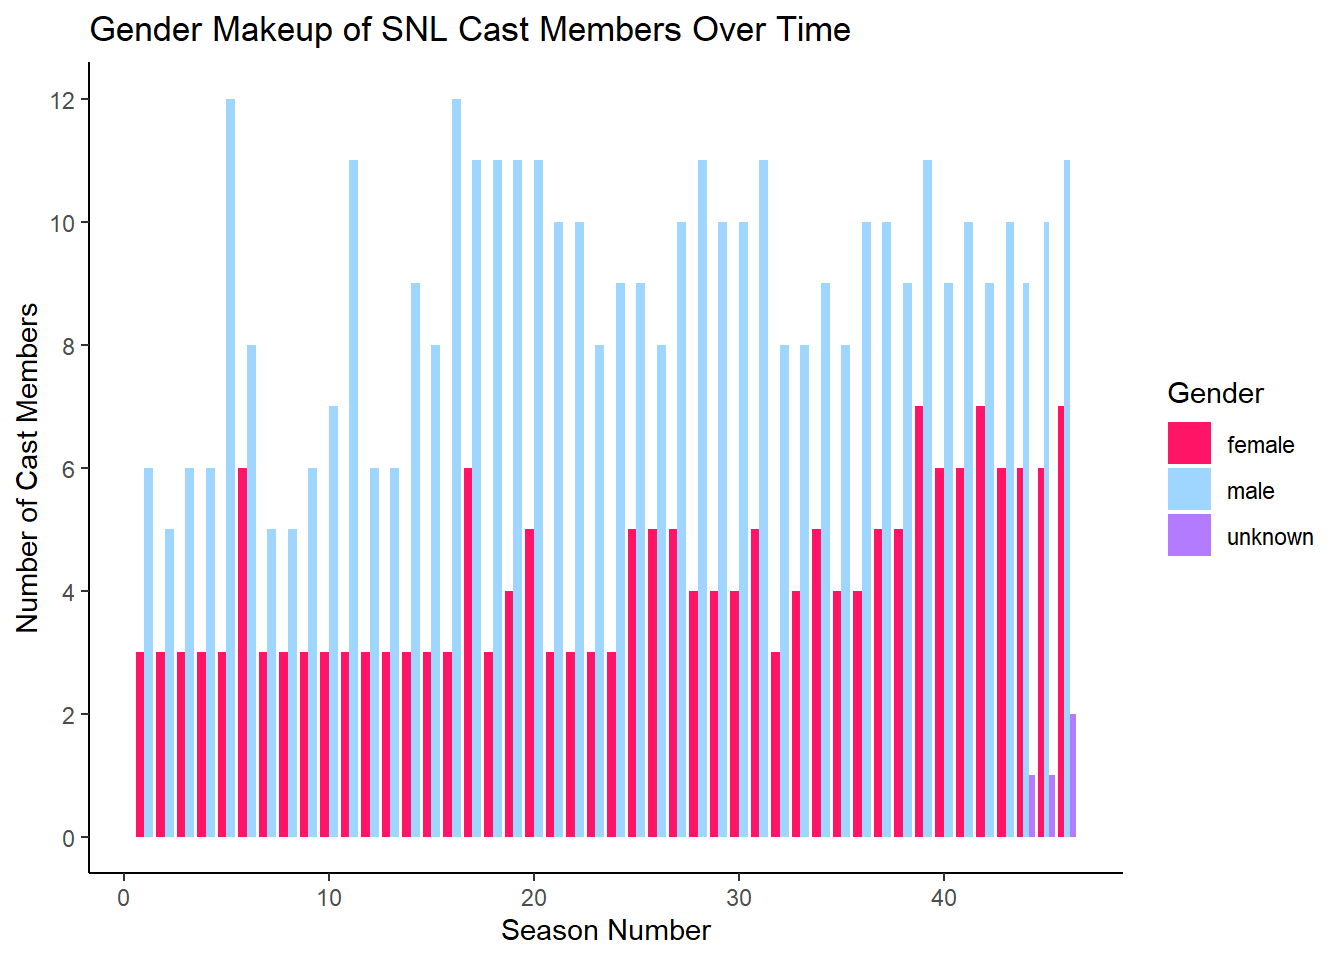 Gender Makeup of SNL Cast Members Over Time
Number of Cast Members
12
10
8
6
4
2
0
0 10 20 30 40
Season Number
Gender
female
male
unknown